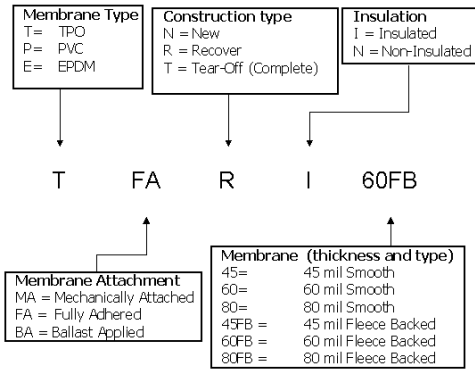 Membrane Type
T= TPO
P= PVC
E= EPDM
Construction type
N = New
R = Recover
T = Tear-Off (Complete)
Insulation
I = Insulated
N = Non-Insulated
T FA R I 60FB
Membrane Attachment
MA = Mechanically Attached
FA = Fully Adhered
BA = Ballast Applied
Membrane (thickness and type)
45= 45 mil Smooth
60= 60 mil Smooth
80= 80 mil Smooth
45FB = 45 mil Fleece Backed
60FB = 60 mil Fleece Backed
80FB = 80 mil Fleece Backed